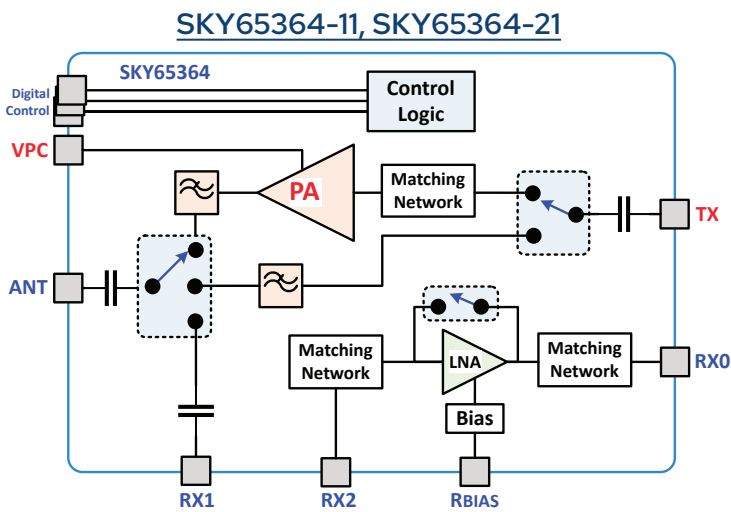 SKY65364-11, SKY65364-21
SKY65364
Digital
Control
Control
Logic
VPC
PA
Matching
Network
TX
ANT
Matching
Network
LNA
Matching
Network
RX0
Bias
RX1
RX2
RBIAS